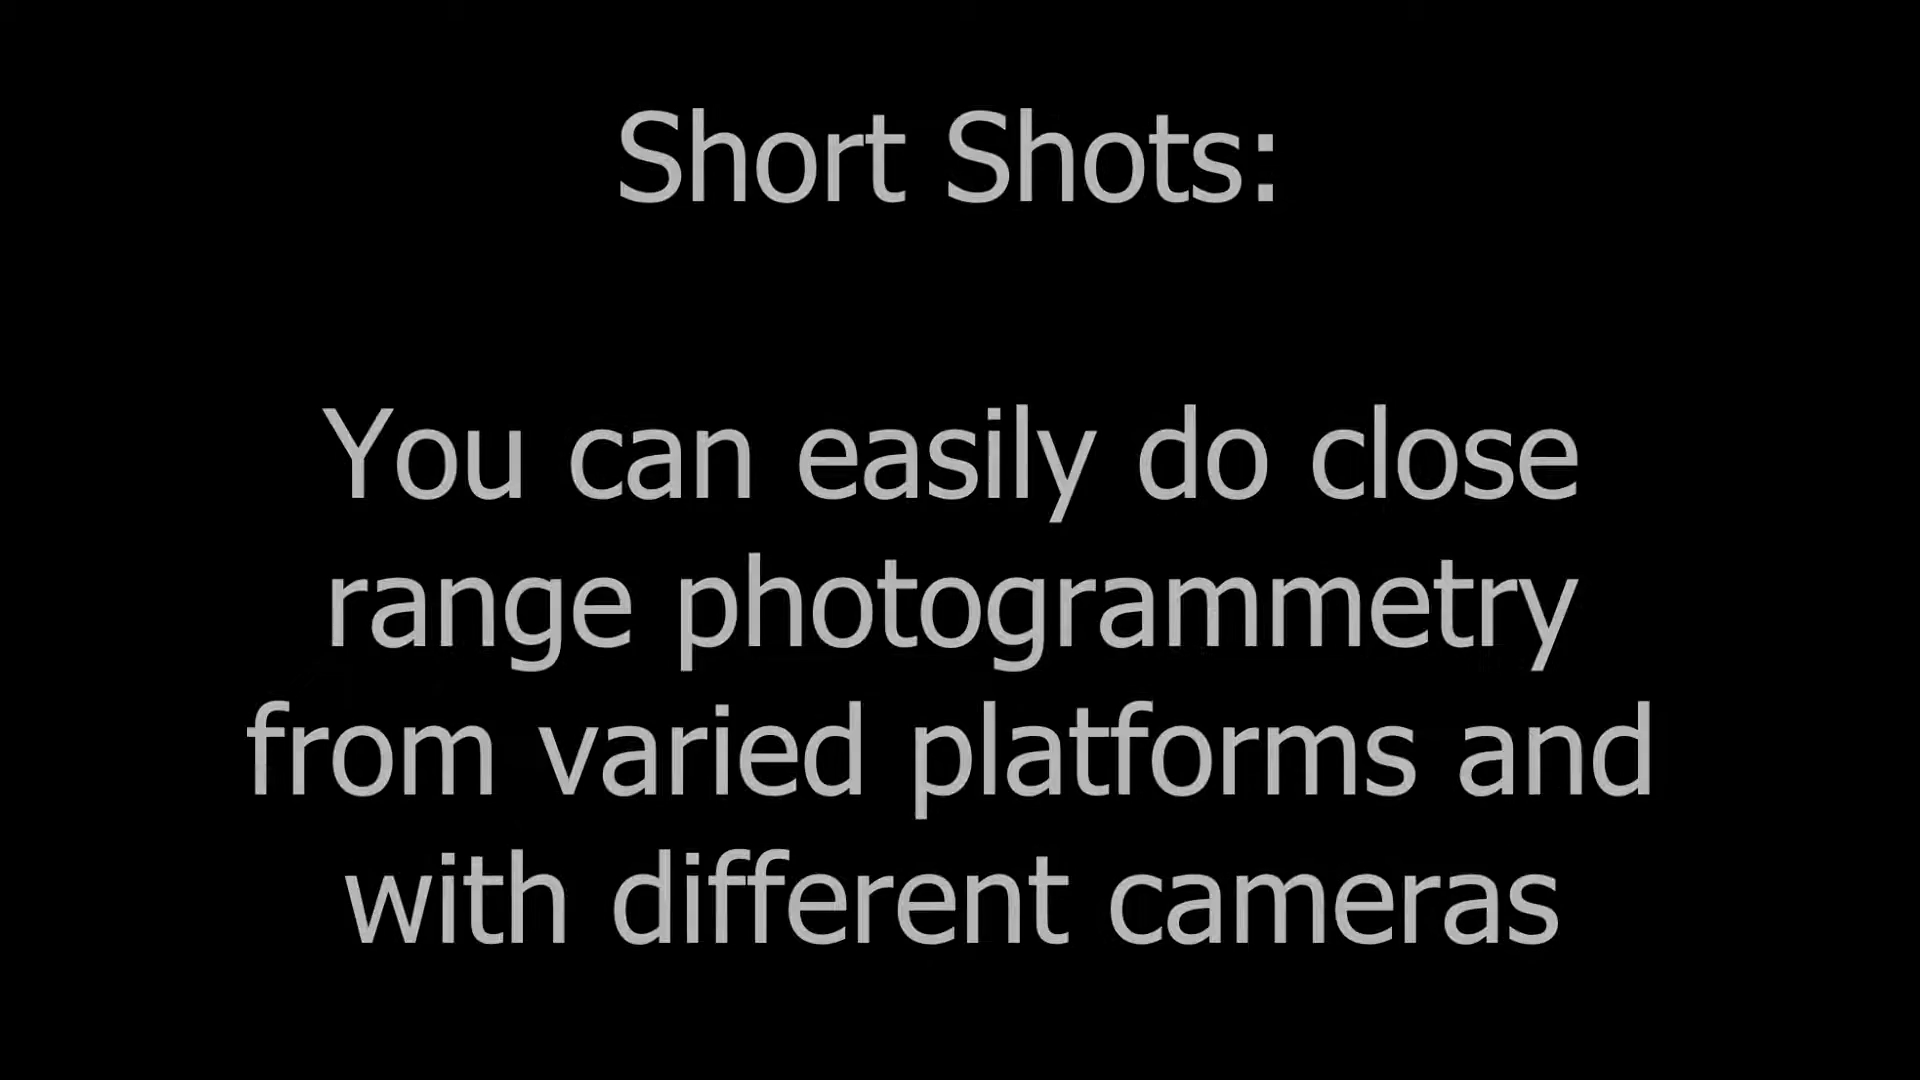 Short Shots:
You can easily do close
range photogrammetry
from varied platforms and
with different cameras